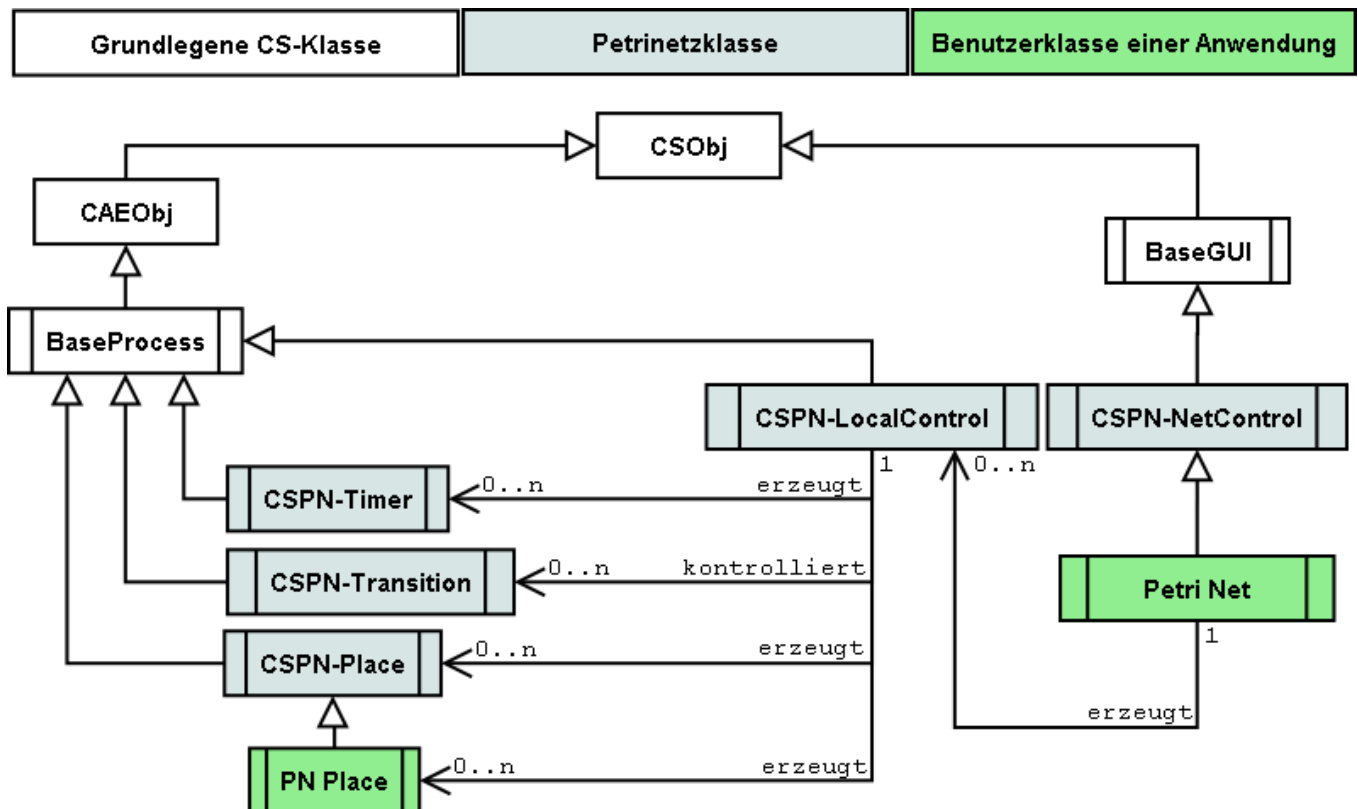 Grundlegene CS-Klasse
Petrinetzklasse
Benutzerklasse einer Anwendung
CSObj
CAEObj
BaseGUI
BaseProcess
CSPN-LocalControl
CSPN-NetControl
1
0..n
CSPN-Timer
0..n
erzeugt
CSPN-Transition
0..n
kontrolliert
Petri Net
1
CSPN-Place
0..n
erzeugt
erzeugt
PN Place
0..n
erzeugt